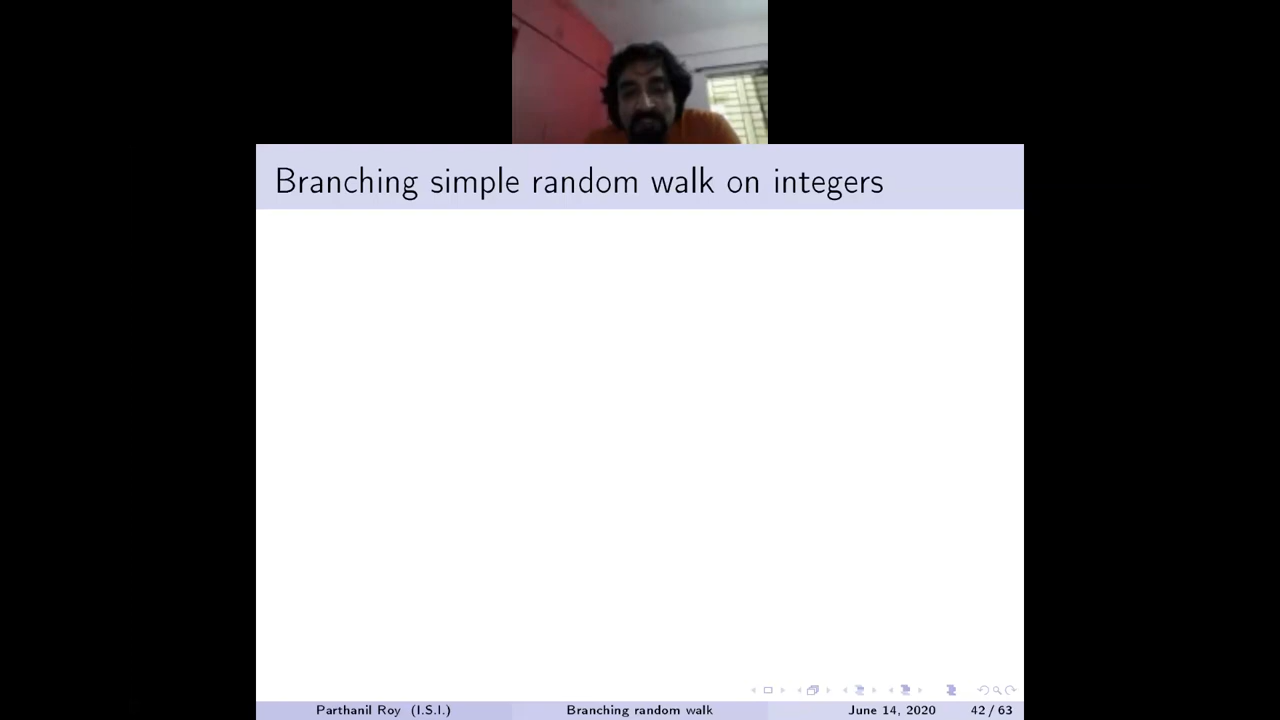 Branching simple random walk on integers
Parthanil Roy (I.S.I.) Branching random walk June 14, 2020 42 / 63